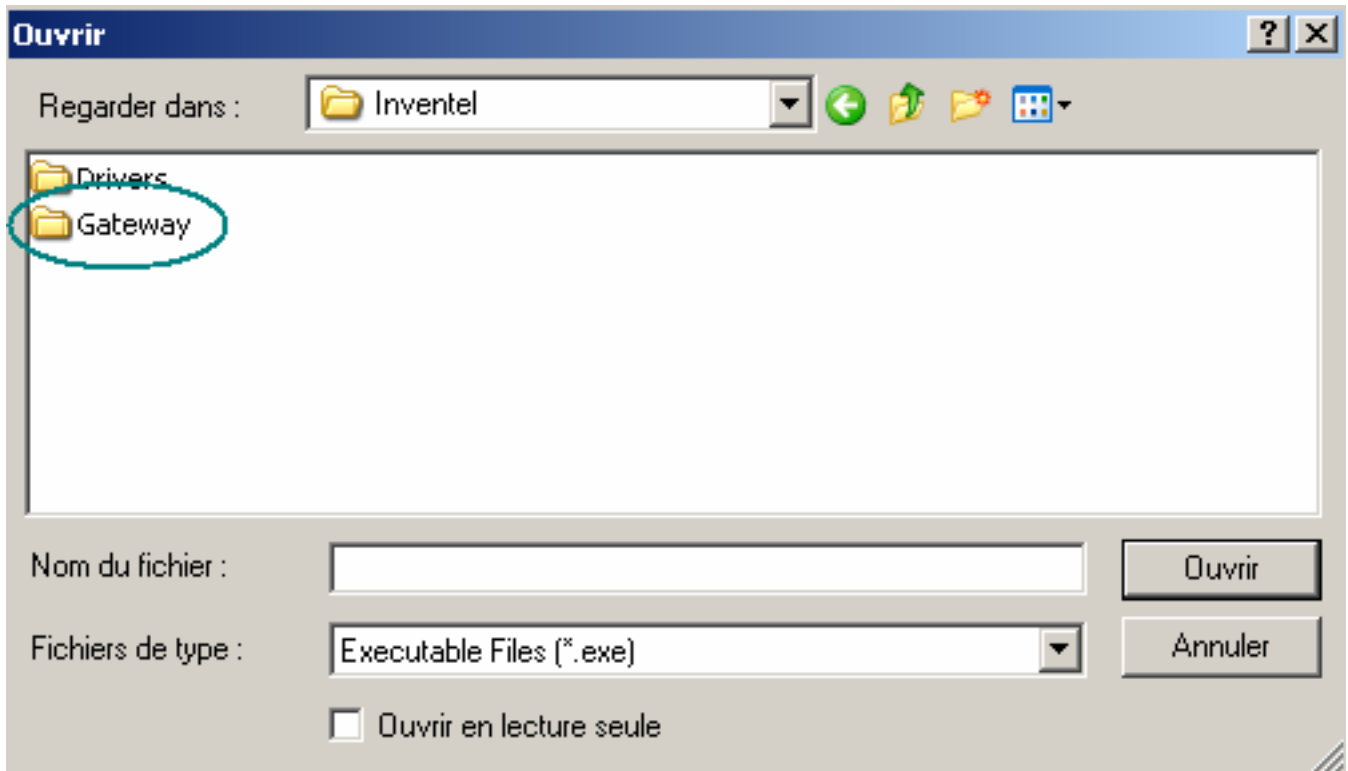 Ouvrir
Regarder dans : Inventel
Drivers
Gateway
Nom du fichier : Ouvrir
Fichiers de type : Executable Files (*.exe) Annuler
Ouvrir en lecture seule